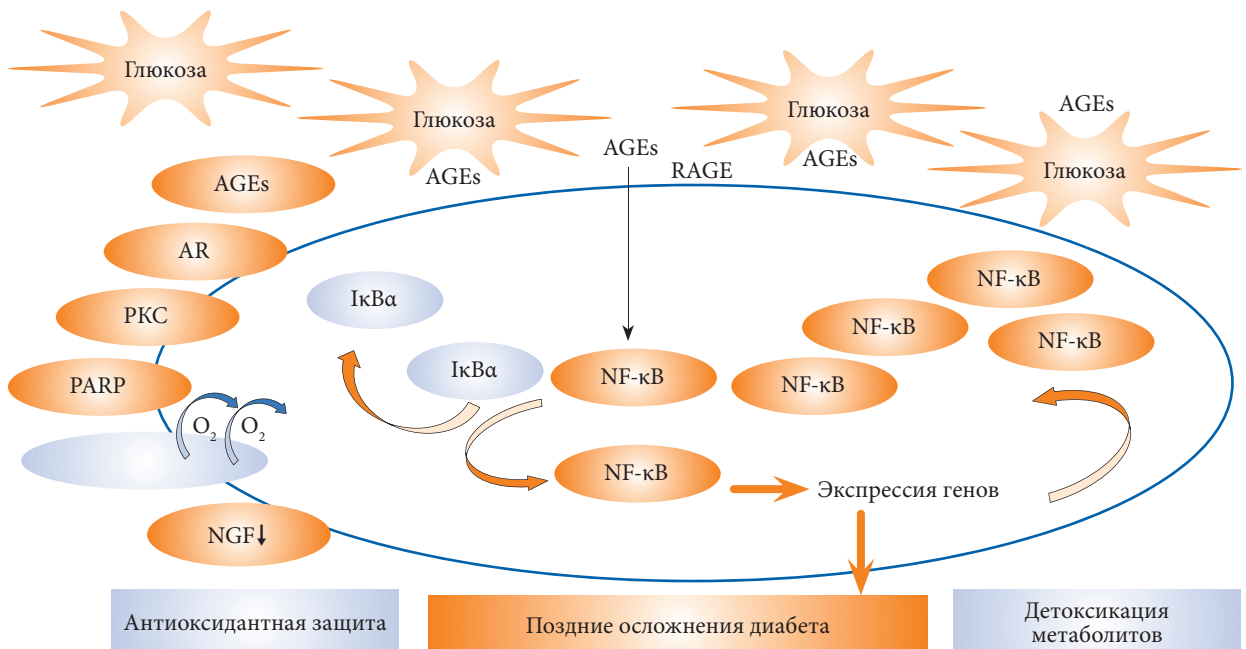 Глюкоза
Глюкоза
AGEs
Глюкоза
AGEs
AGEs
Глюкоза
AGEs
RAGE
AGEs
AR
РКС
PARP
O2
O2
NGF↓
IκBα
IκBα
NF-κB
NF-κB
NF-κB
NF-κB
NF-κB
NF-κB
Экспрессия генов
Антиоксидантная защита
Поздние осложнения диабета
Детоксикация
метаболитов